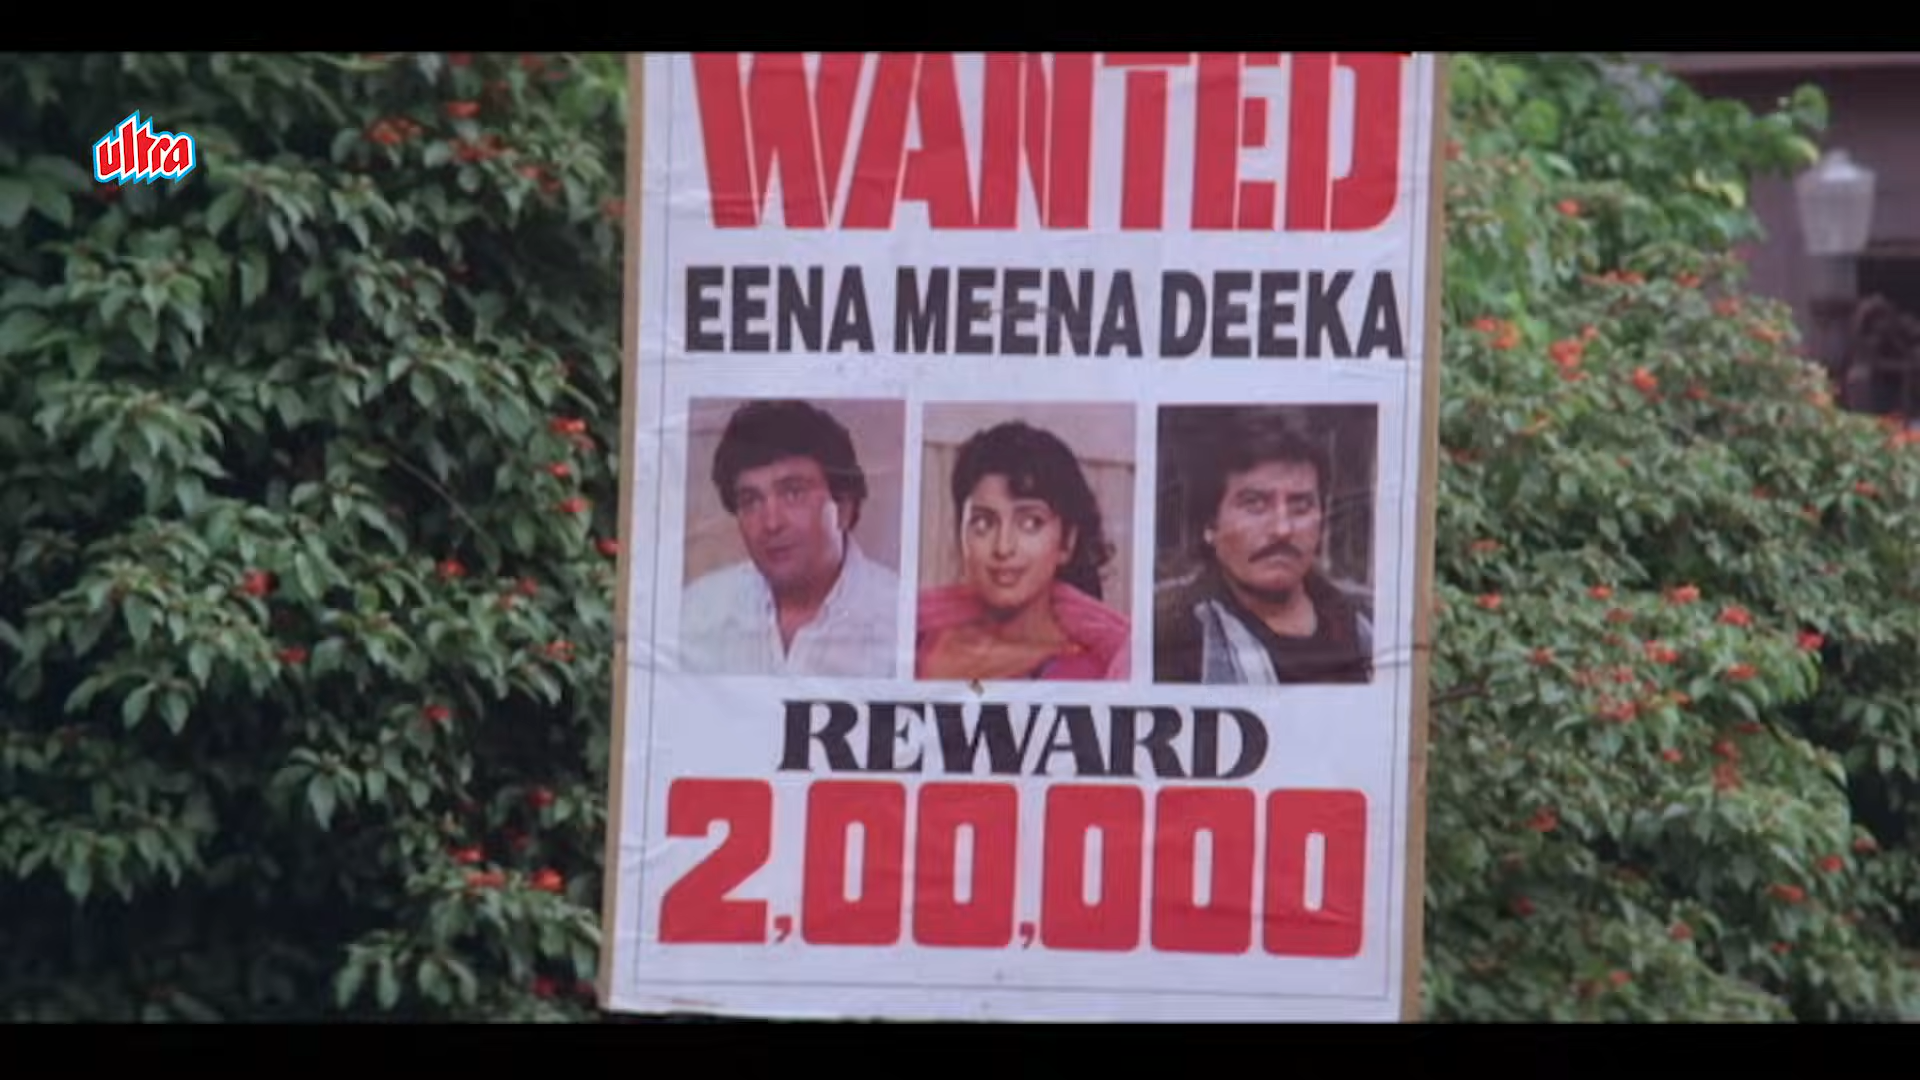 ultra
WANTED
EENA MEENA DEEKA
REWARD
2,00,000